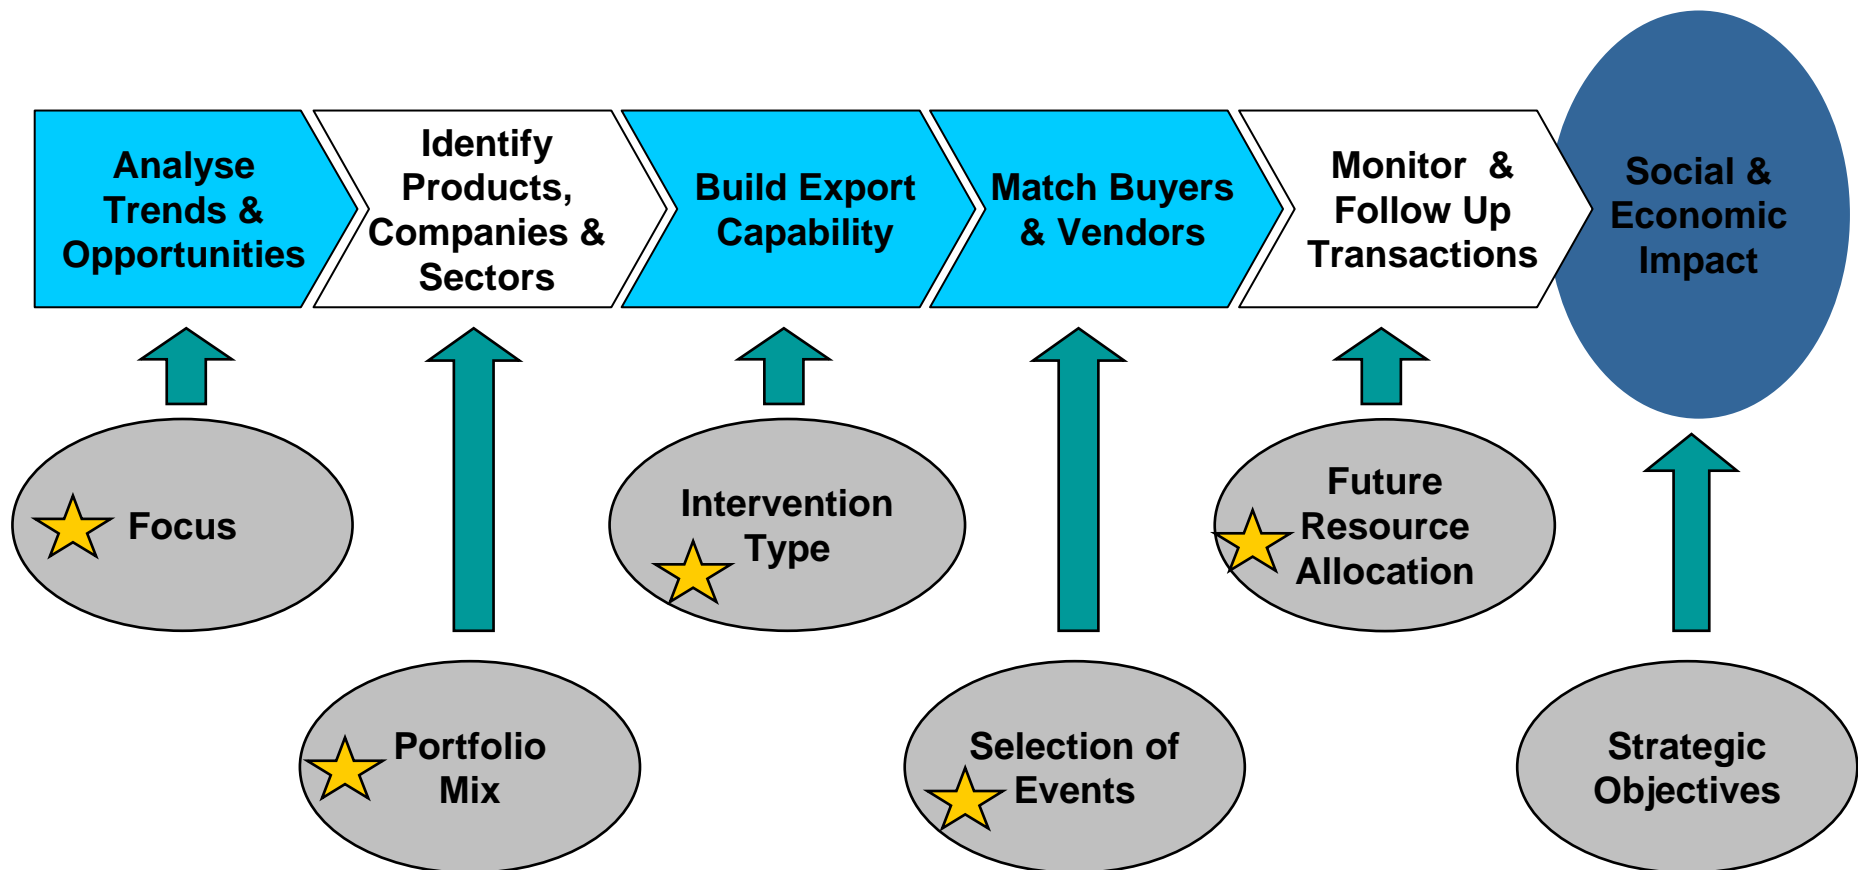 Analyse
Trends &
Opportunities
Identify
Products,
Companies &
Sectors
Build Export
Capability
Match Buyers
& Vendors
Monitor &
Follow Up
Transactions
Social &
Economic
Impact
Focus
Intervention
Type
Future
Resource
Allocation
Portfolio
Mix
Selection of
Events
Strategic
Objectives